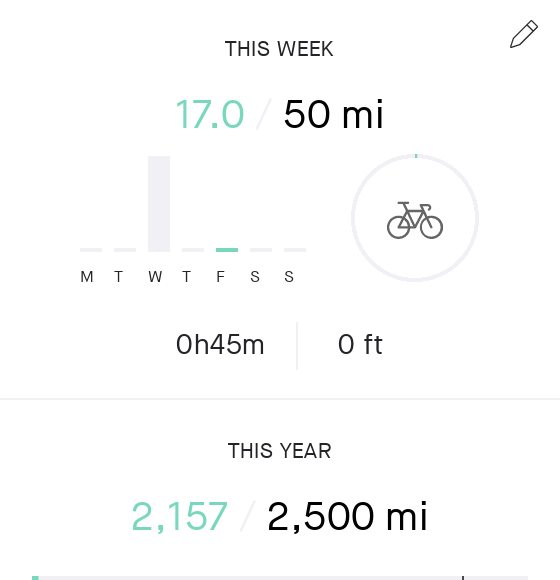 THIS WEEK
17.0 / 50 mi
M T W T F S S
0h45m 0 ft
THIS YEAR
2,157 / 2,500 mi